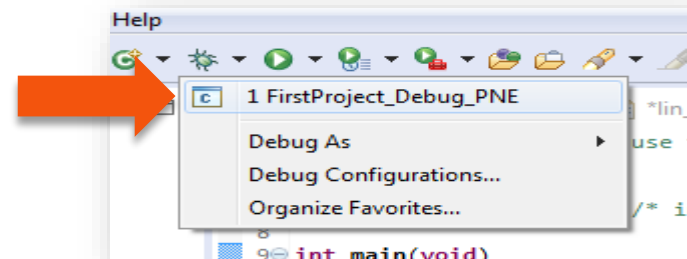 Help
1 FirstProject_Debug_PNE
*lin_
Debug As
use
Debug Configurations...
Organize Favorites...
/* i
8
9 int main(void)